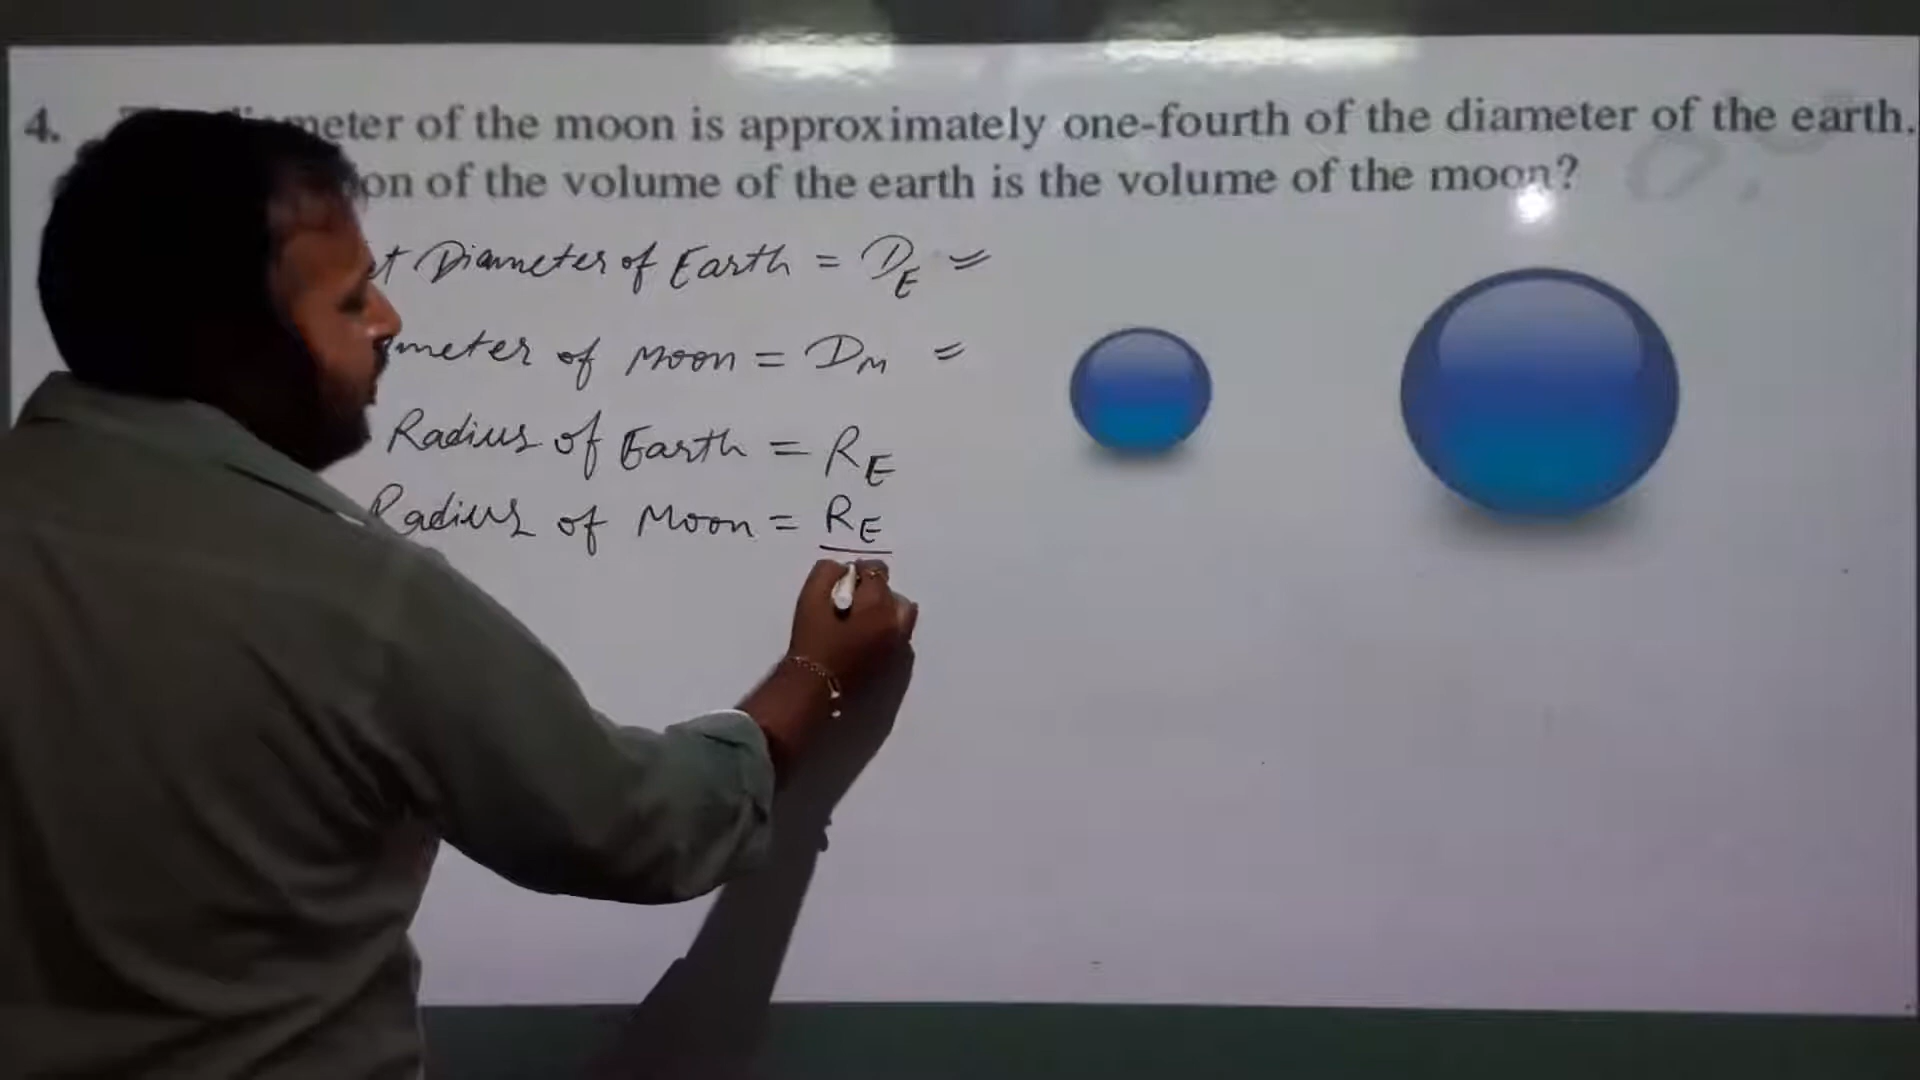 4. meter of the moon is approximately one-fourth of the diameter of the earth.
on of the volume of the earth is the volume of the moon?
Diameter of Earth = D_E =
meter of Moon = D_M =
Radius of Earth = R_E
Radius of Moon = R_E